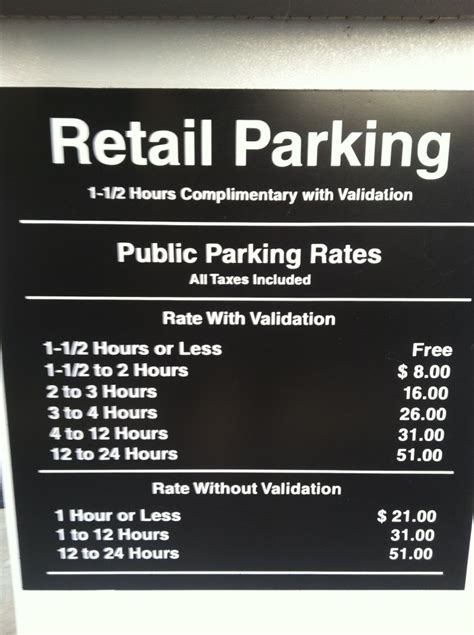 Retail Parking
1-1/2 Hours Complimentary with Validation
Public Parking Rates
All Taxes Included
Rate With Validation
1-1/2 Hours or Less Free
1-1/2 to 2 Hours $ 8.00
2 to 3 Hours 16.00
3 to 4 Hours 26.00
4 to 12 Hours 31.00
12 to 24 Hours 51.00
Rate Without Validation
1 Hour or Less $ 21.00
1 to 12 Hours 31.00
12 to 24 Hours 51.00